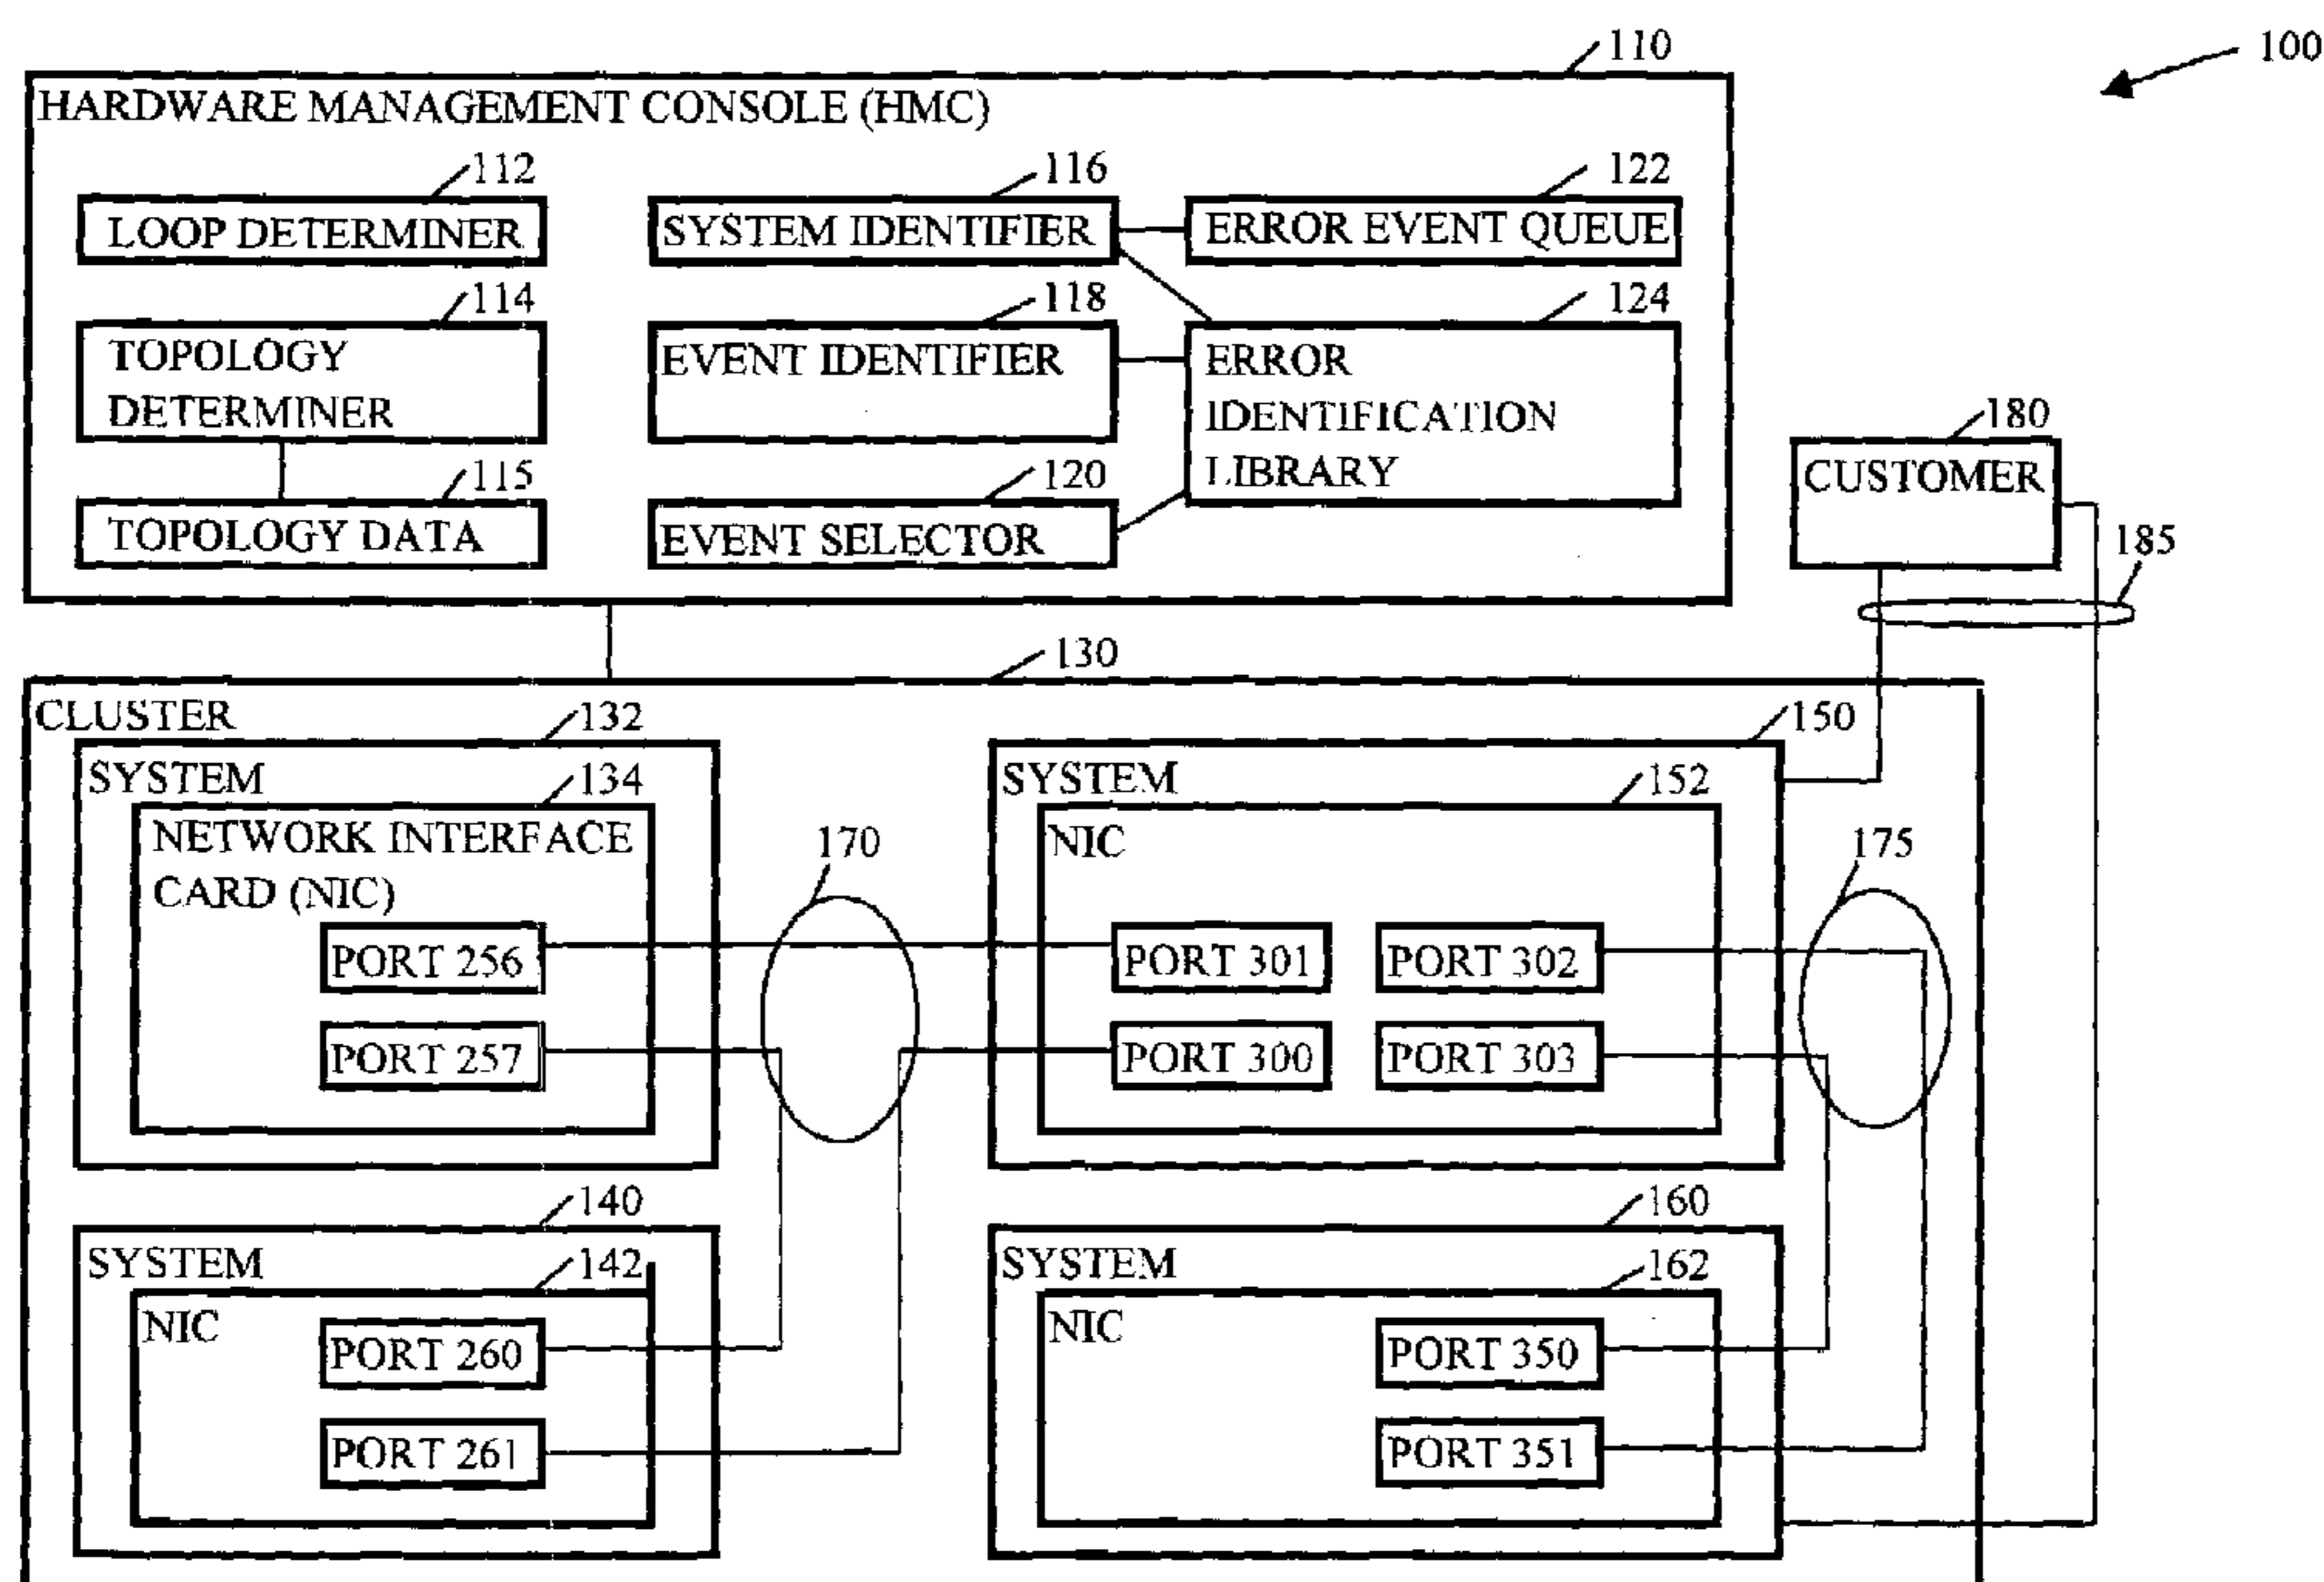 100
110
HARDWARE MANAGEMENT CONSOLE (HMC)
112
LOOP DETERMINER
116
SYSTEM IDENTIFIER
122
ERROR EVENT QUEUE
114
TOPOLOGY
DETERMINER
118
EVENT IDENTIFIER
124
ERROR
IDENTIFICATION
LIBRARY
115
TOPOLOGY DATA
120
EVENT SELECTOR
180
CUSTOMER
185
130
CLUSTER
132
SYSTEM
134
NETWORK INTERFACE
CARD (NIC)
PORT 256
PORT 257
170
150
SYSTEM
152
NIC
PORT 301
PORT 302
PORT 300
PORT 303
175
140
SYSTEM
142
NIC
PORT 260
PORT 261
160
SYSTEM
162
NIC
PORT 350
PORT 351